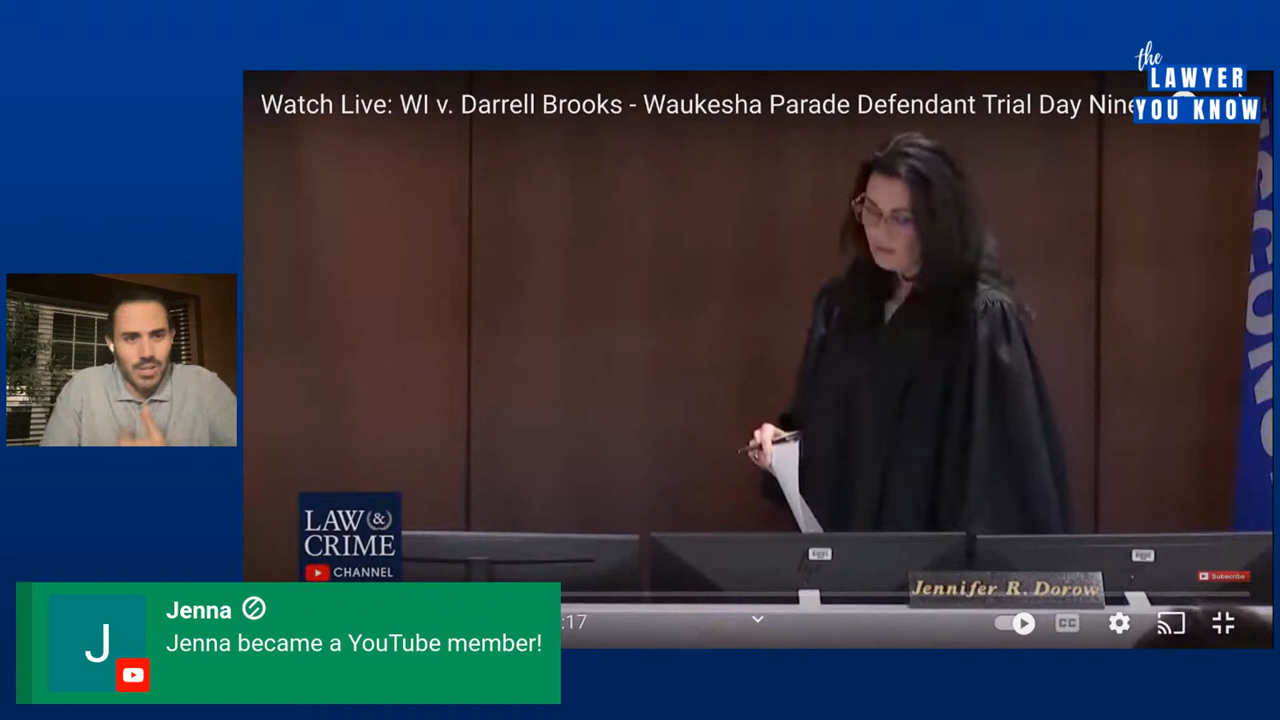 the
LAWYER
YOU KNOW
Watch Live: WI v. Darrell Brooks - Waukesha Parade Defendant Trial Day Nine
LAW &
CRIME
CHANNEL
Subscribe
Jennifer R. Dorow
:17
CC
J
Jenna
Jenna became a YouTube member!